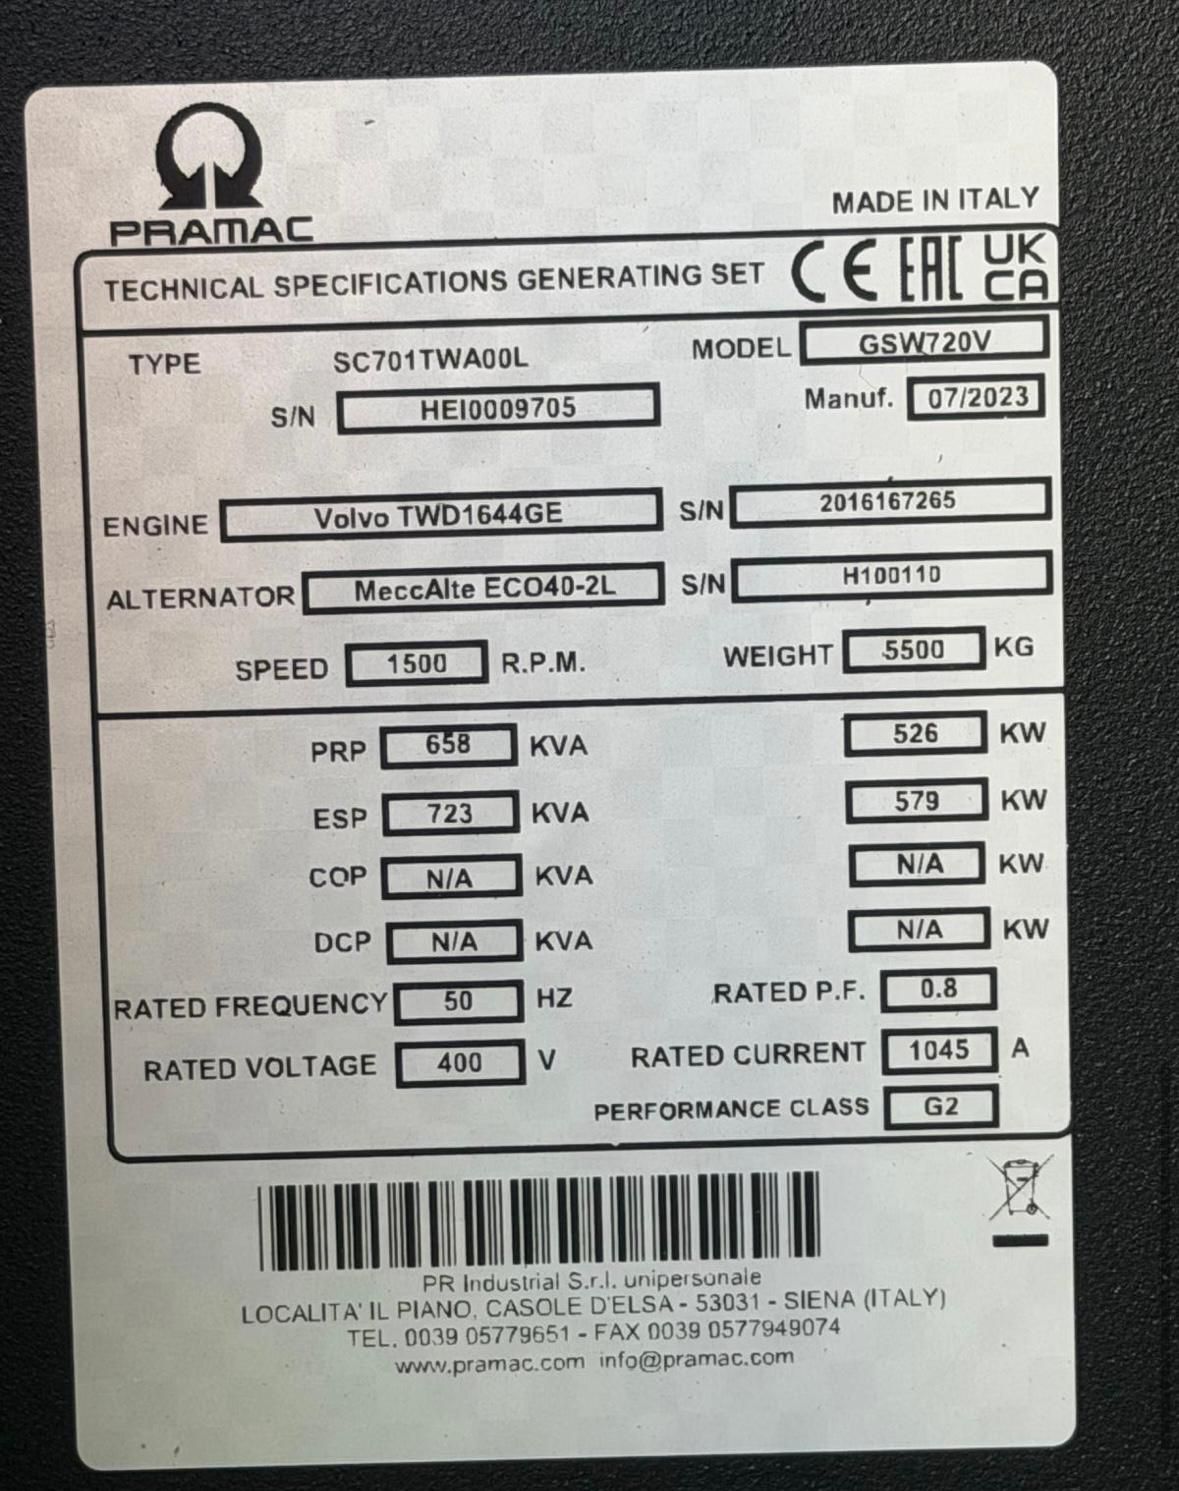 PRAMAC
MADE IN ITALY
TECHNICAL SPECIFICATIONS GENERATING SET CE EAC UK CA
TYPE SC701TWA00L MODEL GSW720V
S/N HEI0009705 Manuf. 07/2023
ENGINE Volvo TWD1644GE S/N 2016167265
ALTERNATOR MeccAlte ECO40-2L S/N H100110
SPEED 1500 R.P.M. WEIGHT 5500 KG
PRP 658 KVA 526 KW
ESP 723 KVA 579 KW
COP N/A KVA N/A KW
DCP N/A KVA N/A KW
RATED FREQUENCY 50 HZ RATED P.F. 0.8
RATED VOLTAGE 400 V RATED CURRENT 1045 A
PERFORMANCE CLASS G2
PR Industrial S.r.l. unipersonale
LOCALITA' IL PIANO, CASOLE D'ELSA - 53031 - SIENA (ITALY)
TEL. 0039 05779651 - FAX 0039 0577949074
www.pramac.com info@pramac.com